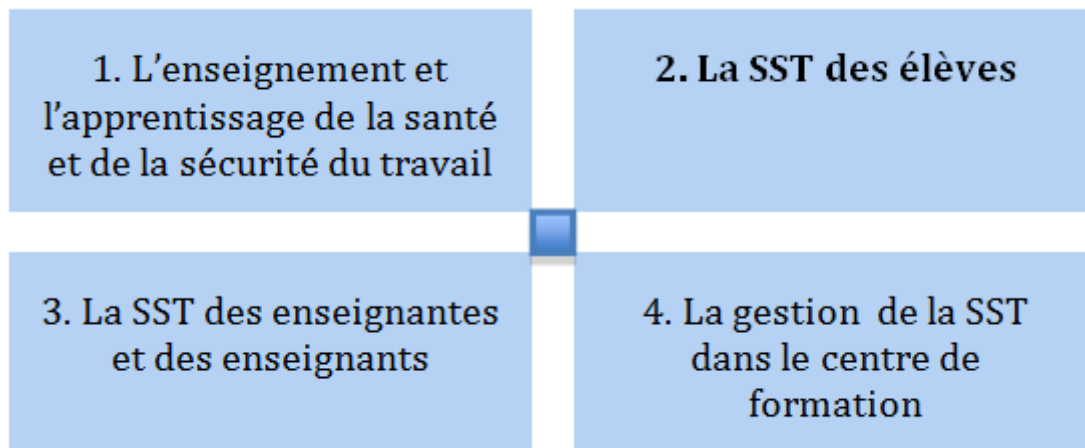 1. L'enseignement et
l'apprentissage de la santé
et de la sécurité du travail
2. La SST des élèves
3. La SST des enseignantes
et des enseignants
4. La gestion de la SST
dans le centre de
formation